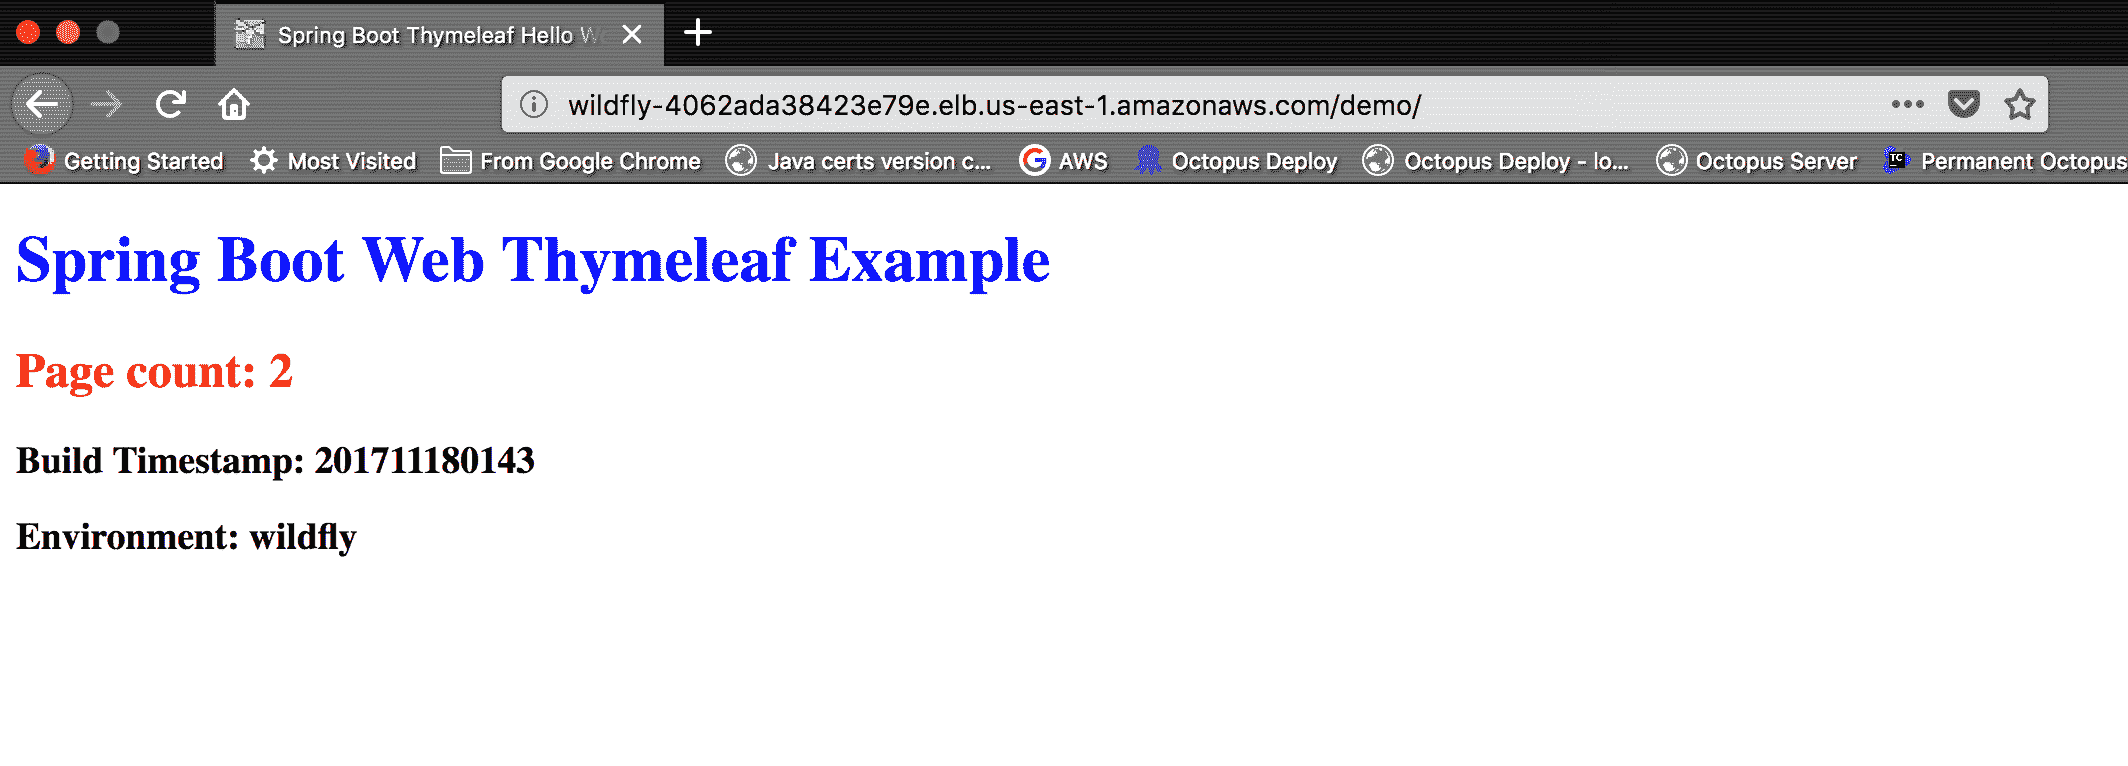 Spring Boot Thymeleaf Hello We
wildfly-4062ada38423e79e.elb.us-east-1.amazonaws.com/demo/
Getting Started Most Visited From Google Chrome Java certs version c... AWS Octopus Deploy Octopus Deploy - lo... Octopus Server TC Permanent Octopus
Spring Boot Web Thymeleaf Example
Page count: 2
Build Timestamp: 201711180143
Environment: wildfly